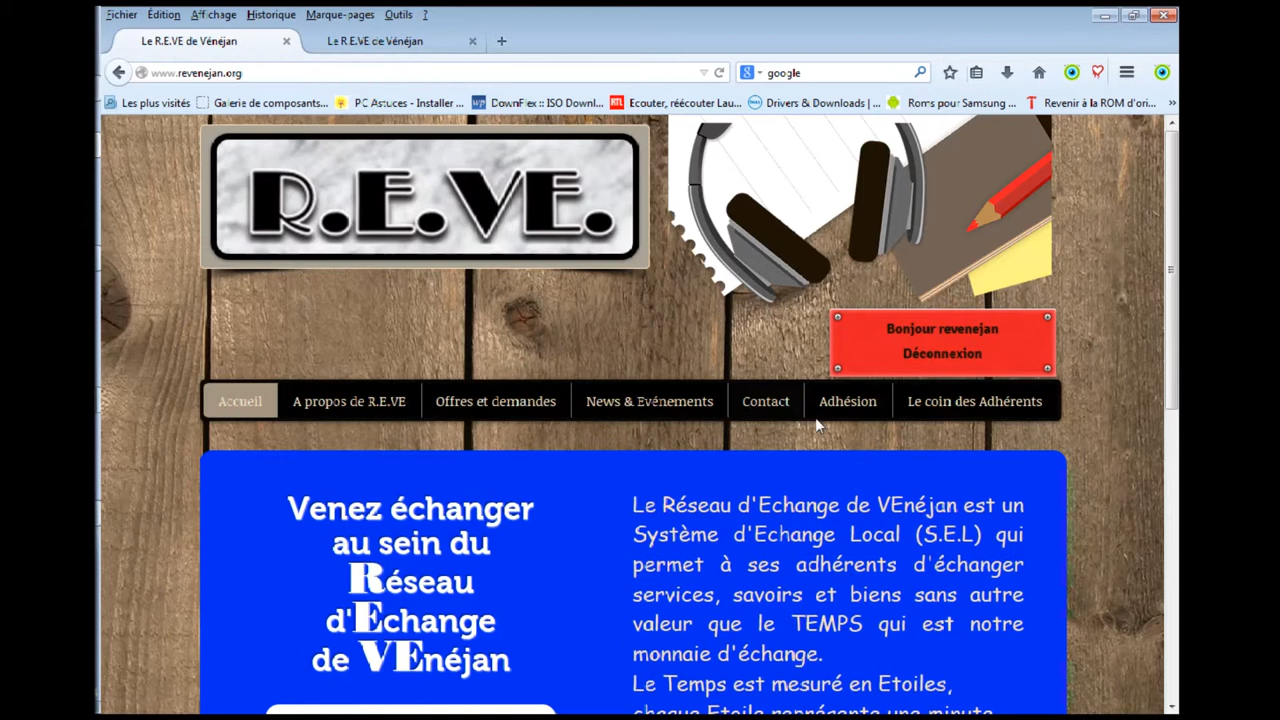 Fichier Édition Affichage Historique Marque-pages Outils ?
Le R.E.VE de Vénéjan Le R.E.VE de Vénéjan
www.revenejan.org google
Les plus visités Galerie de composants... PC Astuces - Installer ... DownFlex :: ISO Downl... Ecouter, réécouter Lau... Drivers & Downloads | ... Roms pour Samsung ... Revenir à la ROM d'ori... »
R.E.VE.
Bonjour revenejan
Déconnexion
Accueil A propos de R.E.VE Offres et demandes News & Evénements Contact Adhésion Le coin des Adhérents
Venez échanger
au sein du
Réseau
d'Echange
de VEnéjan
Le Réseau d'Echange de VEnéjan est un
Système d'Echange Local (S.E.L) qui
permet à ses adhérents d'échanger
services, savoirs et biens sans autre
valeur que le TEMPS qui est notre
monnaie d'échange.
Le Temps est mesuré en Etoiles,
chaque Etoile représente une minute